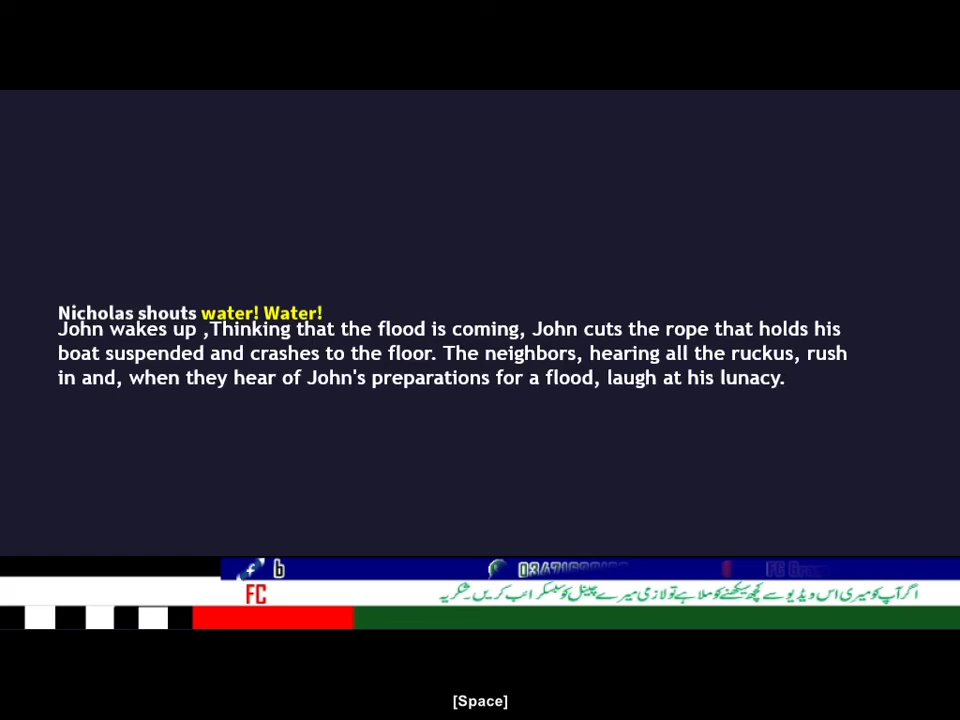 Nicholas shouts water! Water!
John wakes up ,Thinking that the flood is coming, John cuts the rope that holds his
boat suspended and crashes to the floor. The neighbors, hearing all the ruckus, rush
in and, when they hear of John's preparations for a flood, laugh at his lunacy.
b
FC
FC
اگر آپ کو میری اس ویڈیو سے کچھ سیکھنے کو ملا ہے تو لازمی میرے چینل کو سبسکرائب کریں۔ شکریہ
[Space]